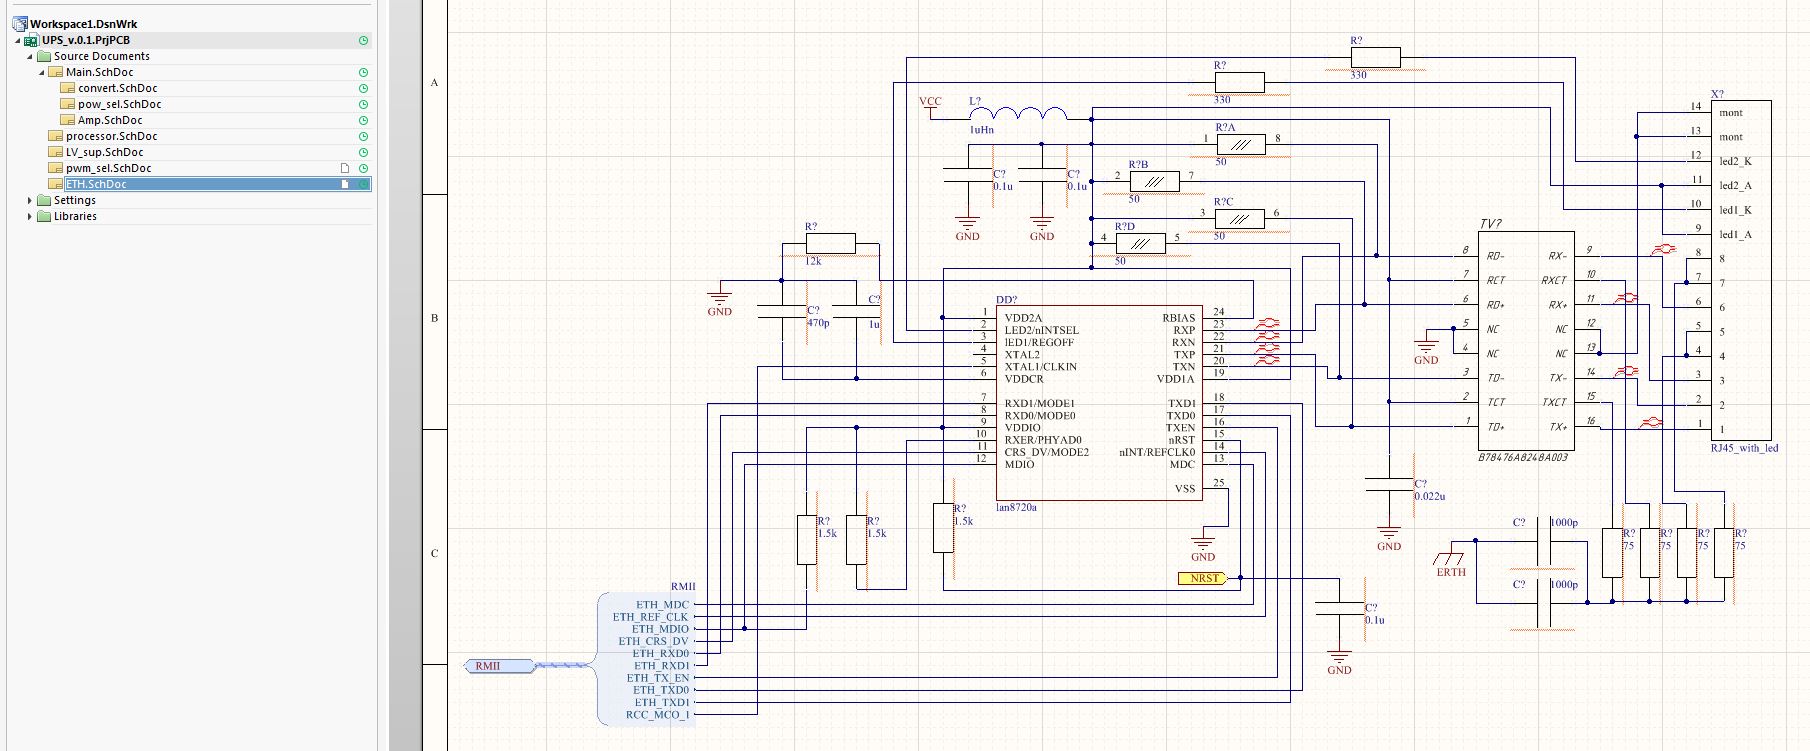 Workspace1.DsnWrk
UPS_v.0.1.PrjPCB
Source Documents
Main.SchDoc
convert.SchDoc
pow_sel.SchDoc
Amp.SchDoc
processor.SchDoc
LV_sup.SchDoc
pwm_sel.SchDoc
ETH.SchDoc
Settings
Libraries
A
B
C
R?
330
R?
330
VCC
L?
1uHn
C?
0.1u
C?
0.1u
GND
GND
1 R?A 8
50
2 R?B 7
50
3 R?C 6
50
4 R?D 5
50
R?
12k
GND
C?
470p
C?
1u
DD?
1 VDD2A
2 LED2/nINTSEL
3 lED1/REGOFF
4 XTAL2
5 XTAL1/CLKIN
6 VDDCR
7 RXD1/MODE1
8 RXD0/MODE0
9 VDDIO
10 RXER/PHYAD0
11 CRS_DV/MODE2
12 MDIO
RBIAS 24
RXP 23
RXN 22
TXP 21
TXN 20
VDD1A 19
TXD1 18
TXD0 17
TXEN 16
nRST 15
nINT/REFCLK0 14
MDC 13
VSS 25
lan8720a
GND
R?
1.5k
R?
1.5k
R?
1.5k
NRST
C?
0.1u
GND
RMII
ETH_MDC
ETH_REF_CLK
ETH_MDIO
ETH_CRS_DV
ETH_RXD0
ETH_RXD1
ETH_TX_EN
ETH_TXD0
ETH_TXD1
RCC_MCO_1
RMII
TV?
8 RD-
7 RCT
6 RD+
5 NC
4 NC
3 TD-
2 TCT
1 TD+
RX- 9
RXCT 10
RX+ 11
NC 12
NC 13
TX- 14
TXCT 15
TX+ 16
B78476A8248A003
GND
C?
0.022u
GND
X?
14 mont
13 mont
12 led2_K
11 led2_A
10 led1_K
9 led1_A
8 8
7 7
6 6
5 5
4 4
3 3
2 2
1 1
RJ45_with_led
C? 1000p
C? 1000p
ERTH
R?
75
R?
75
R?
75
R?
75